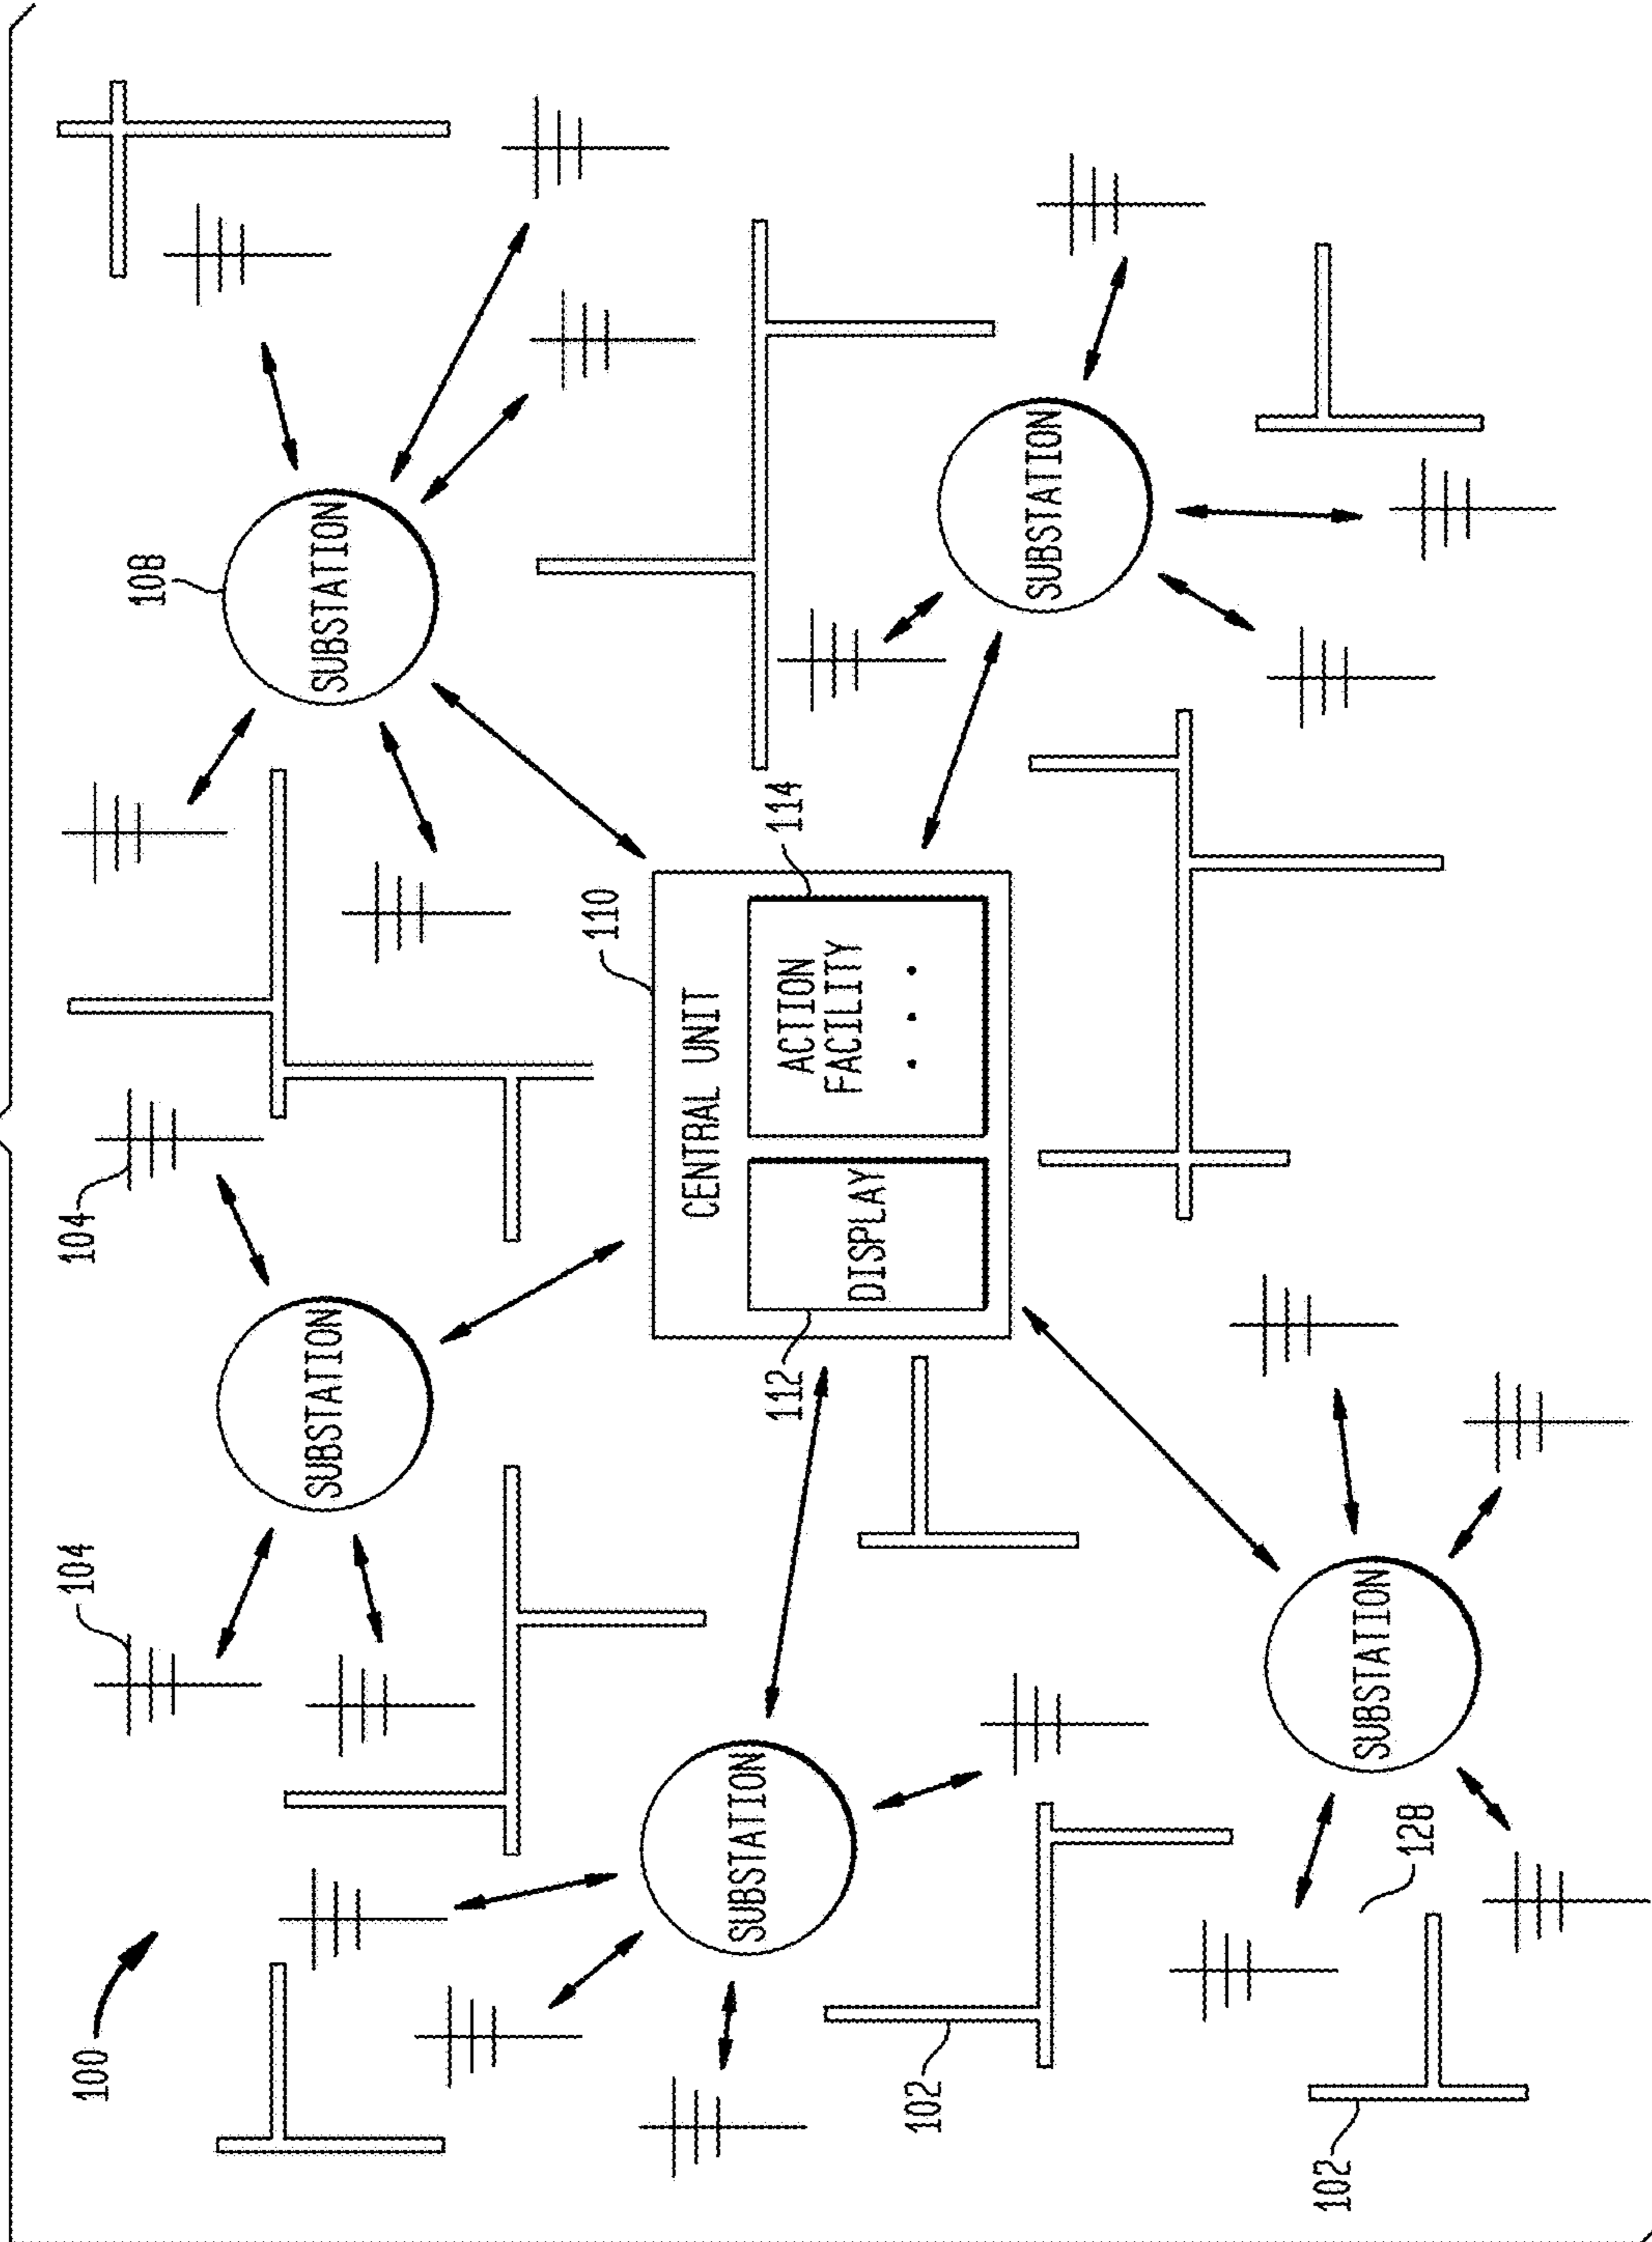 100
104
104
108
SUBSTATION
SUBSTATION
110
CENTRAL UNIT
SUBSTATION
112
114
DISPLAY
ACTION
FACILITY
102
SUBSTATION
102
SUBSTATION
128